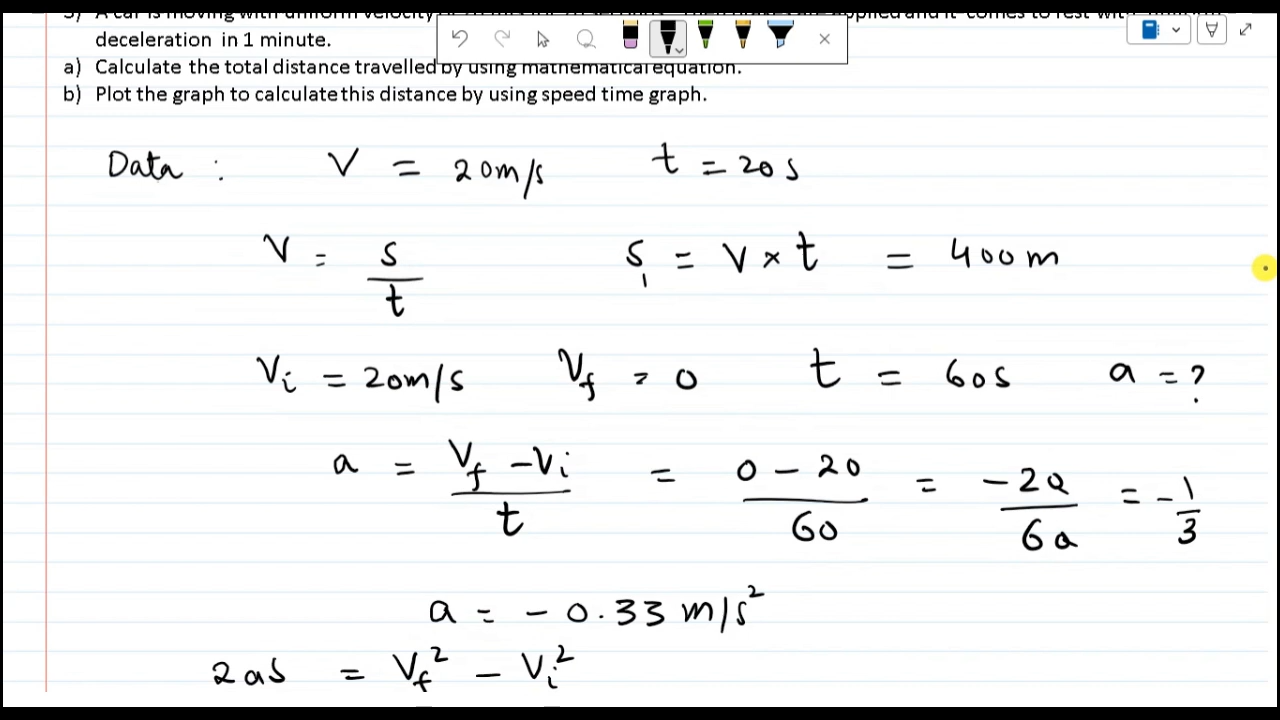 deceleration in 1 minute.
a) Calculate the total distance travelled by using mathematical equation.
b) Plot the graph to calculate this distance by using speed time graph.
Data : V = 20m/s t = 20s
V = s/t S₁ = V × t = 400m
Vi = 20m/s Vf = 0 t = 60s a = ?
a = Vf - Vi / t = 0 - 20 / 60 = -20/60 = -1/3
a = - 0.33 m/s²
2as = Vf² - Vi²